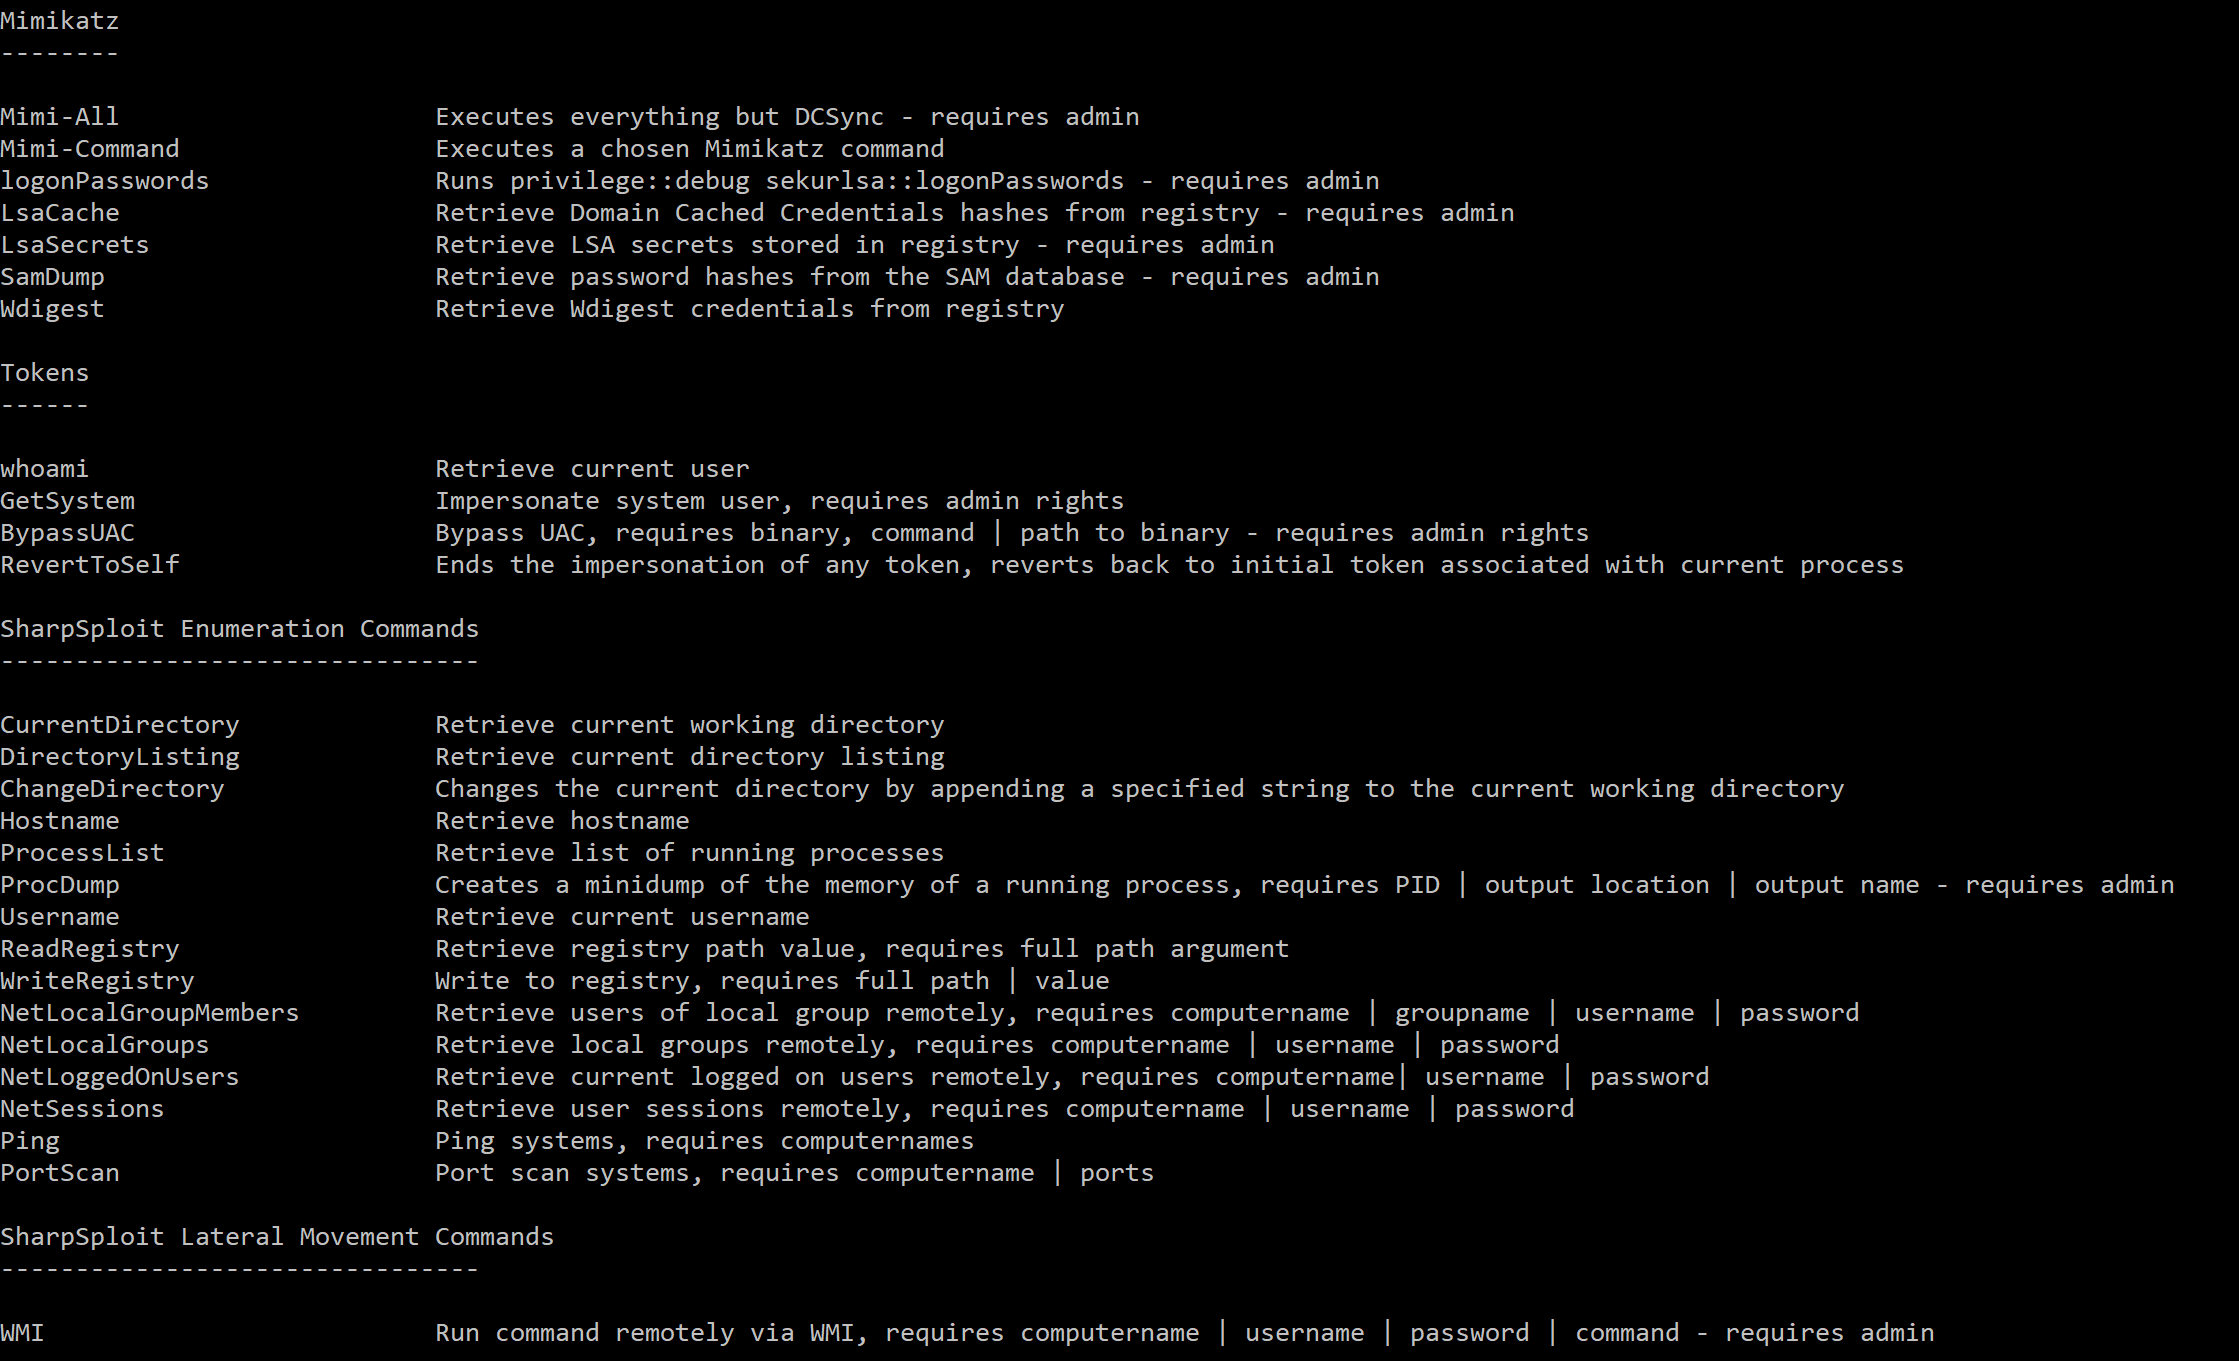 Mimikatz
--------
Mimi-All Executes everything but DCSync - requires admin
Mimi-Command Executes a chosen Mimikatz command
logonPasswords Runs privilege::debug sekurlsa::logonPasswords - requires admin
LsaCache Retrieve Domain Cached Credentials hashes from registry - requires admin
LsaSecrets Retrieve LSA secrets stored in registry - requires admin
SamDump Retrieve password hashes from the SAM database - requires admin
Wdigest Retrieve Wdigest credentials from registry
Tokens
------
whoami Retrieve current user
GetSystem Impersonate system user, requires admin rights
BypassUAC Bypass UAC, requires binary, command | path to binary - requires admin rights
RevertToSelf Ends the impersonation of any token, reverts back to initial token associated with current process
SharpSploit Enumeration Commands
--------------------------------
CurrentDirectory Retrieve current working directory
DirectoryListing Retrieve current directory listing
ChangeDirectory Changes the current directory by appending a specified string to the current working directory
Hostname Retrieve hostname
ProcessList Retrieve list of running processes
ProcDump Creates a minidump of the memory of a running process, requires PID | output location | output name - requires admin
Username Retrieve current username
ReadRegistry Retrieve registry path value, requires full path argument
WriteRegistry Write to registry, requires full path | value
NetLocalGroupMembers Retrieve users of local group remotely, requires computername | groupname | username | password
NetLocalGroups Retrieve local groups remotely, requires computername | username | password
NetLoggedOnUsers Retrieve current logged on users remotely, requires computername| username | password
NetSessions Retrieve user sessions remotely, requires computername | username | password
Ping Ping systems, requires computernames
PortScan Port scan systems, requires computername | ports
SharpSploit Lateral Movement Commands
--------------------------------
WMI Run command remotely via WMI, requires computername | username | password | command - requires admin